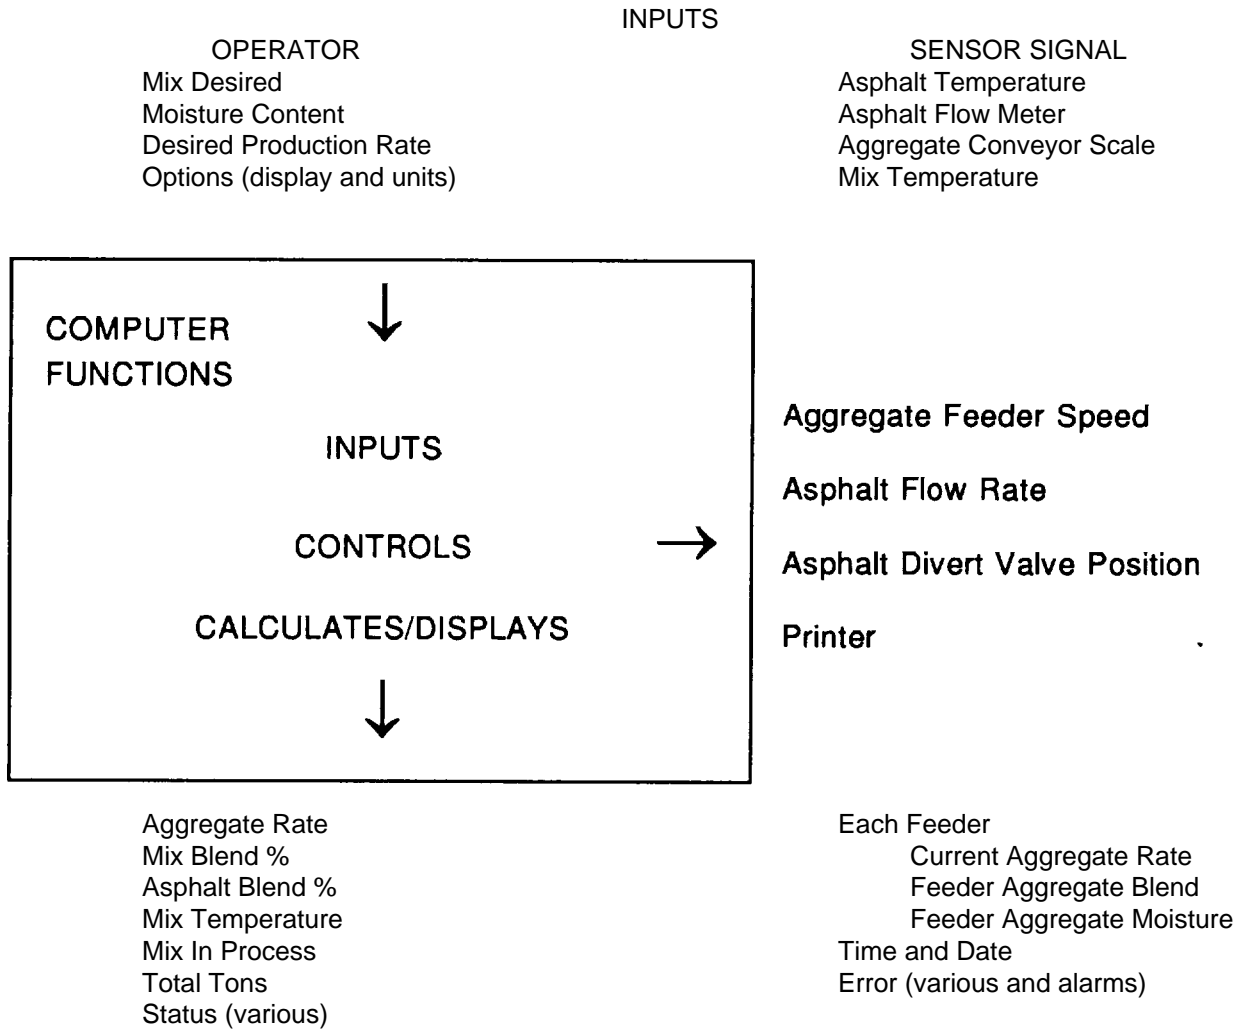 INPUTS
OPERATOR
Mix Desired
Moisture Content
Desired Production Rate
Options (display and units)
SENSOR SIGNAL
Asphalt Temperature
Asphalt Flow Meter
Aggregate Conveyor Scale
Mix Temperature
COMPUTER
FUNCTIONS
INPUTS
CONTROLS
CALCULATES/DISPLAYS
Aggregate Feeder Speed
Asphalt Flow Rate
Asphalt Divert Valve Position
Printer
Aggregate Rate
Mix Blend %
Asphalt Blend %
Mix Temperature
Mix In Process
Total Tons
Status (various)
Each Feeder
Current Aggregate Rate
Feeder Aggregate Blend
Feeder Aggregate Moisture
Time and Date
Error (various and alarms)